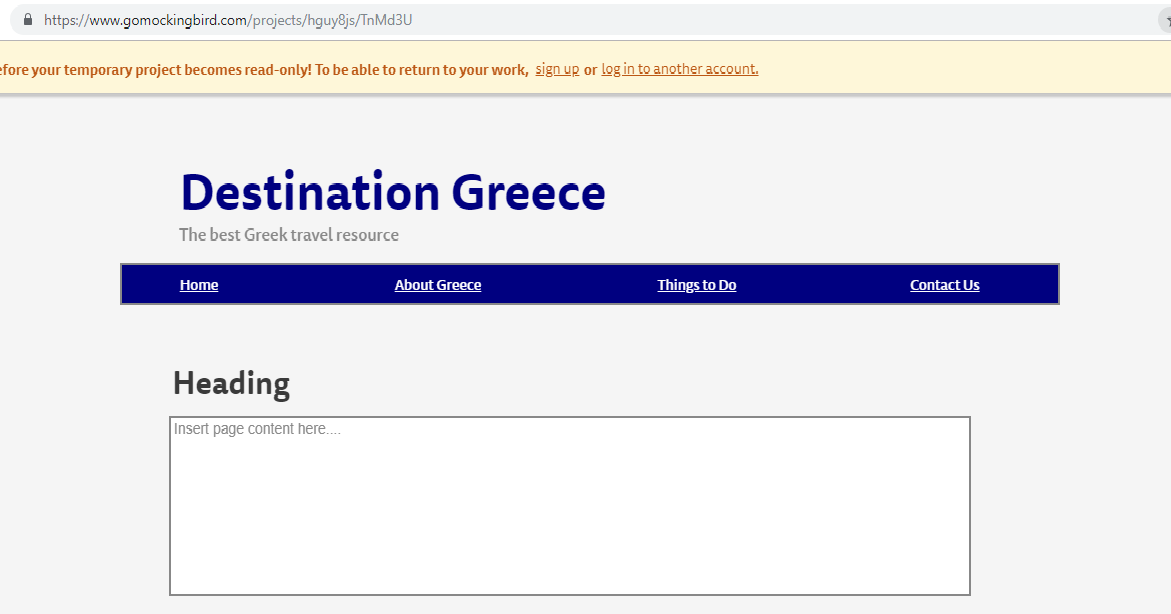 https://www.gomockingbird.com/projects/hguy8js/TnMd3U
your temporary project becomes read-only! To be able to return to your work, sign up or log in to another account.
Destination Greece
The best Greek travel resource
Home About Greece Things to Do Contact Us
Heading
Insert page content here....